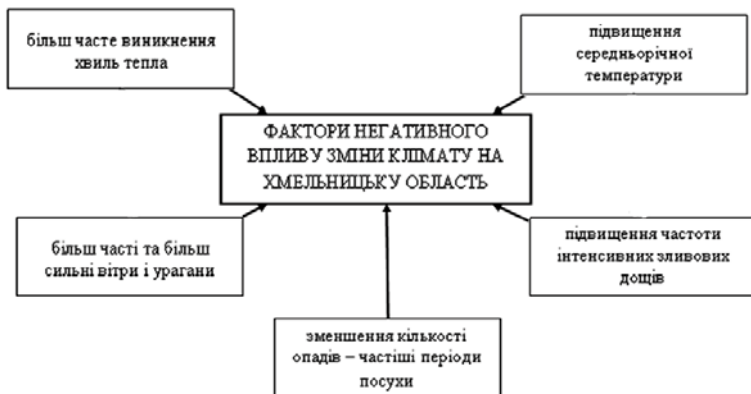 більш часте виникнення
хвиль тепла
підвищення
середньорічної
температури
ФАКТОРИ НЕГАТИВНОГО
ВПЛИВУ ЗМІНИ КЛІМАТУ НА
ХМЕЛЬНИЦЬКУ ОБЛАСТЬ
більш часті та більш
сильні вітри і урагани
підвищення частоти
інтенсивних зливових
дощів
зменшення кількості
опадів – частіші періоди
посухи